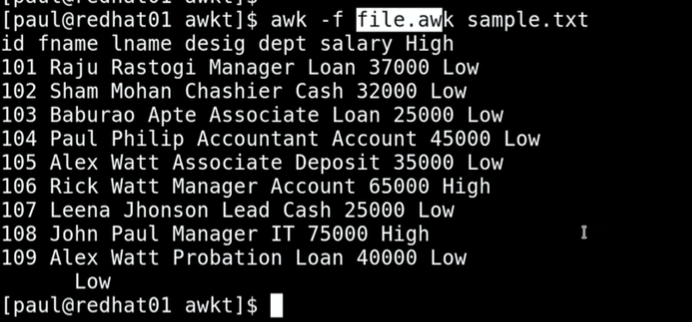 [paul@redhat01 awkt]$ awk -f file.awk sample.txt
id fname lname desig dept salary High
101 Raju Rastogi Manager Loan 37000 Low
102 Sham Mohan Chashier Cash 32000 Low
103 Baburao Apte Associate Loan 25000 Low
104 Paul Philip Accountant Account 45000 Low
105 Alex Watt Associate Deposit 35000 Low
106 Rick Watt Manager Account 65000 High
107 Leena Jhonson Lead Cash 25000 Low
108 John Paul Manager IT 75000 High
109 Alex Watt Probation Loan 40000 Low
Low
[paul@redhat01 awkt]$